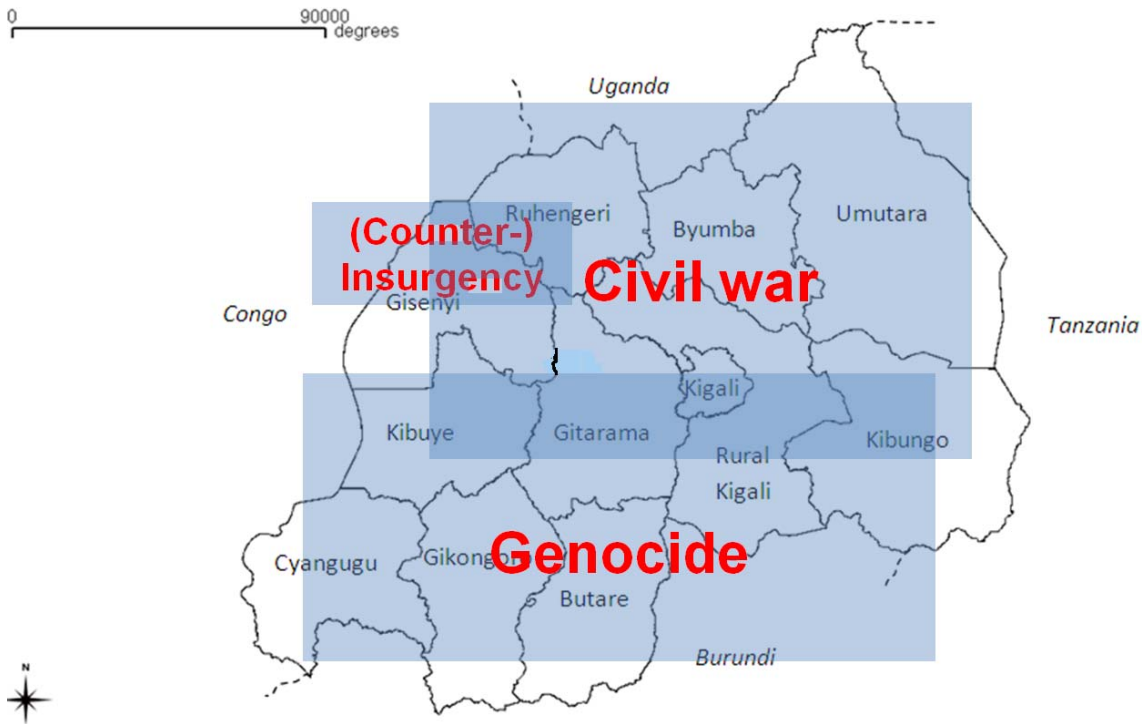 0 90000
degrees
Uganda
Ruhengeri
Byumba
Umutara
(Counter-)
Insurgency
Civil war
Gisenyi
Congo
Tanzania
Kigali
Kibuye
Gitarama
Kibungo
Rural
Kigali
Genocide
Cyangugu
Gikongoro
Butare
Burundi
N